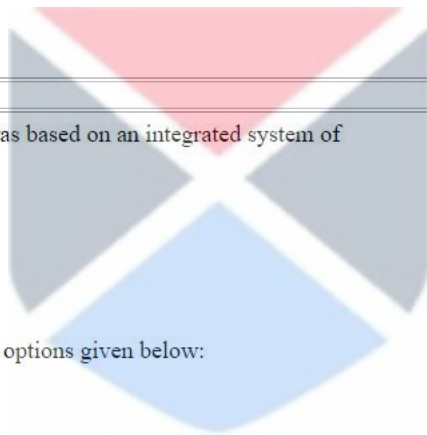 as based on an integrated system of
options given below: